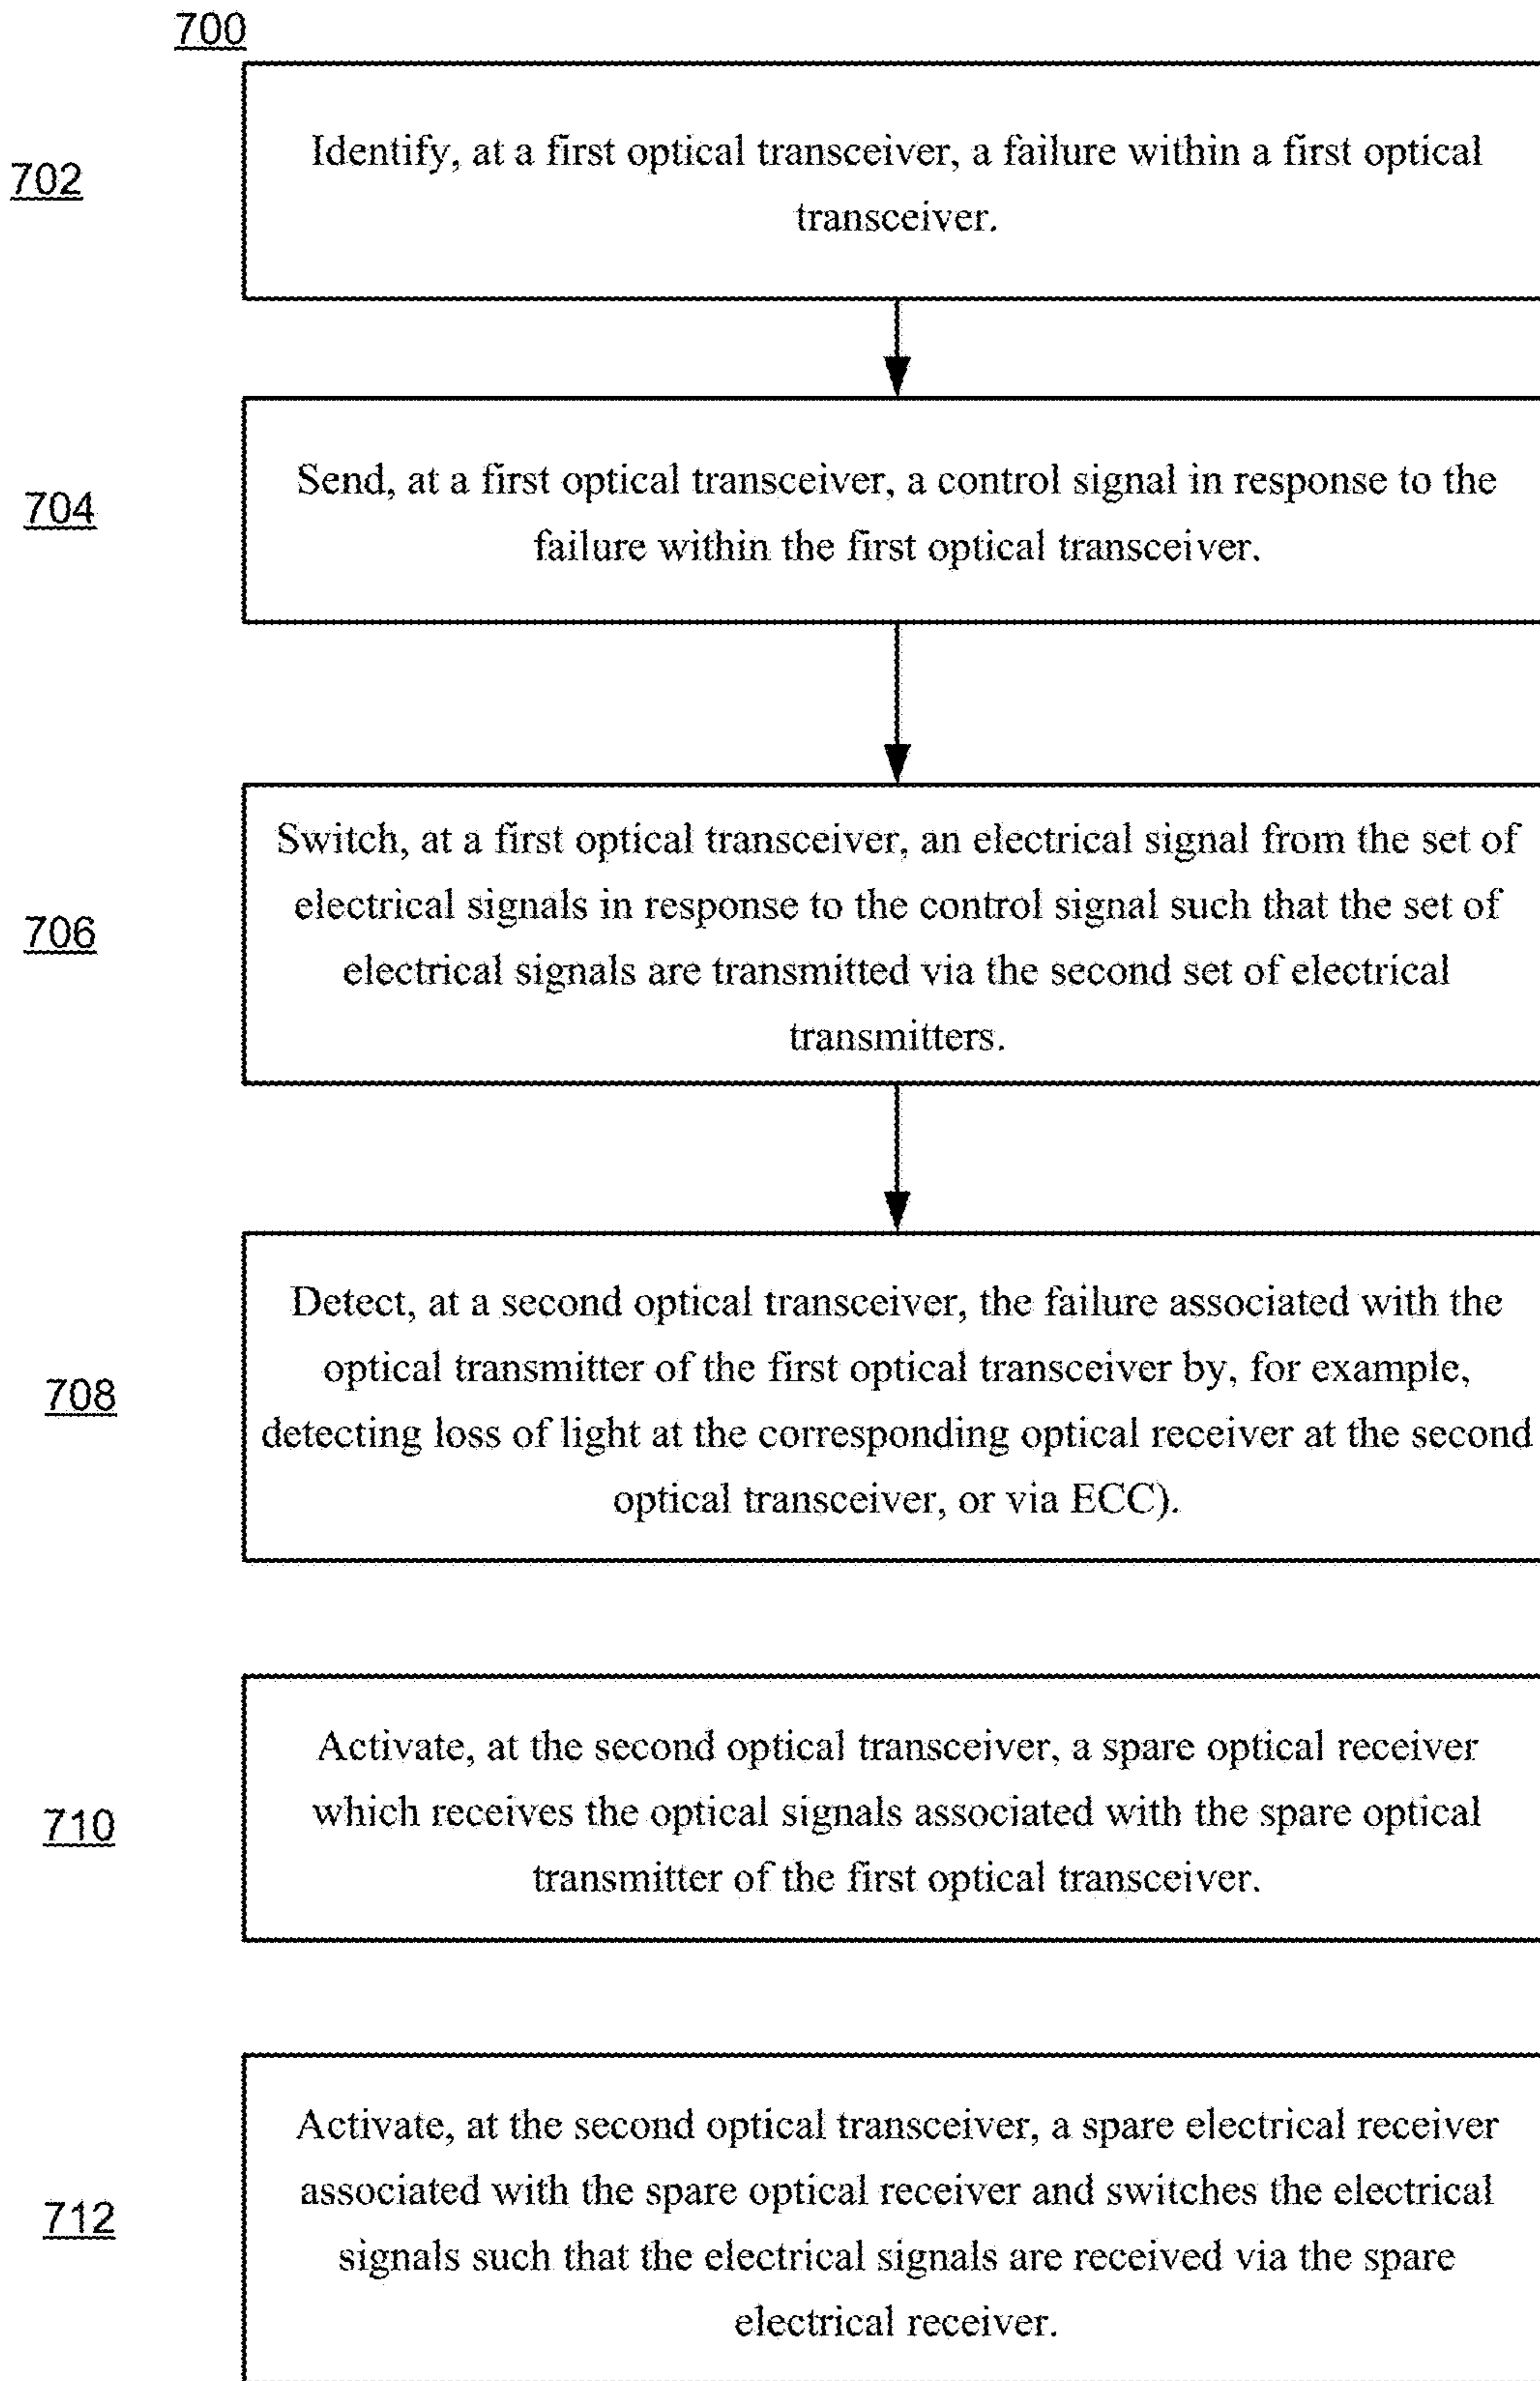 700
702
Identify, at a first optical transceiver, a failure within a first optical
transceiver.
704
Send, at a first optical transceiver, a control signal in response to the
failure within the first optical transceiver.
706
Switch, at a first optical transceiver, an electrical signal from the set of
electrical signals in response to the control signal such that the set of
electrical signals are transmitted via the second set of electrical
transmitters.
708
Detect, at a second optical transceiver, the failure associated with the
optical transmitter of the first optical transceiver by, for example,
detecting loss of light at the corresponding optical receiver at the second
optical transceiver, or via ECC).
710
Activate, at the second optical transceiver, a spare optical receiver
which receives the optical signals associated with the spare optical
transmitter of the first optical transceiver.
712
Activate, at the second optical transceiver, a spare electrical receiver
associated with the spare optical receiver and switches the electrical
signals such that the electrical signals are received via the spare
electrical receiver.